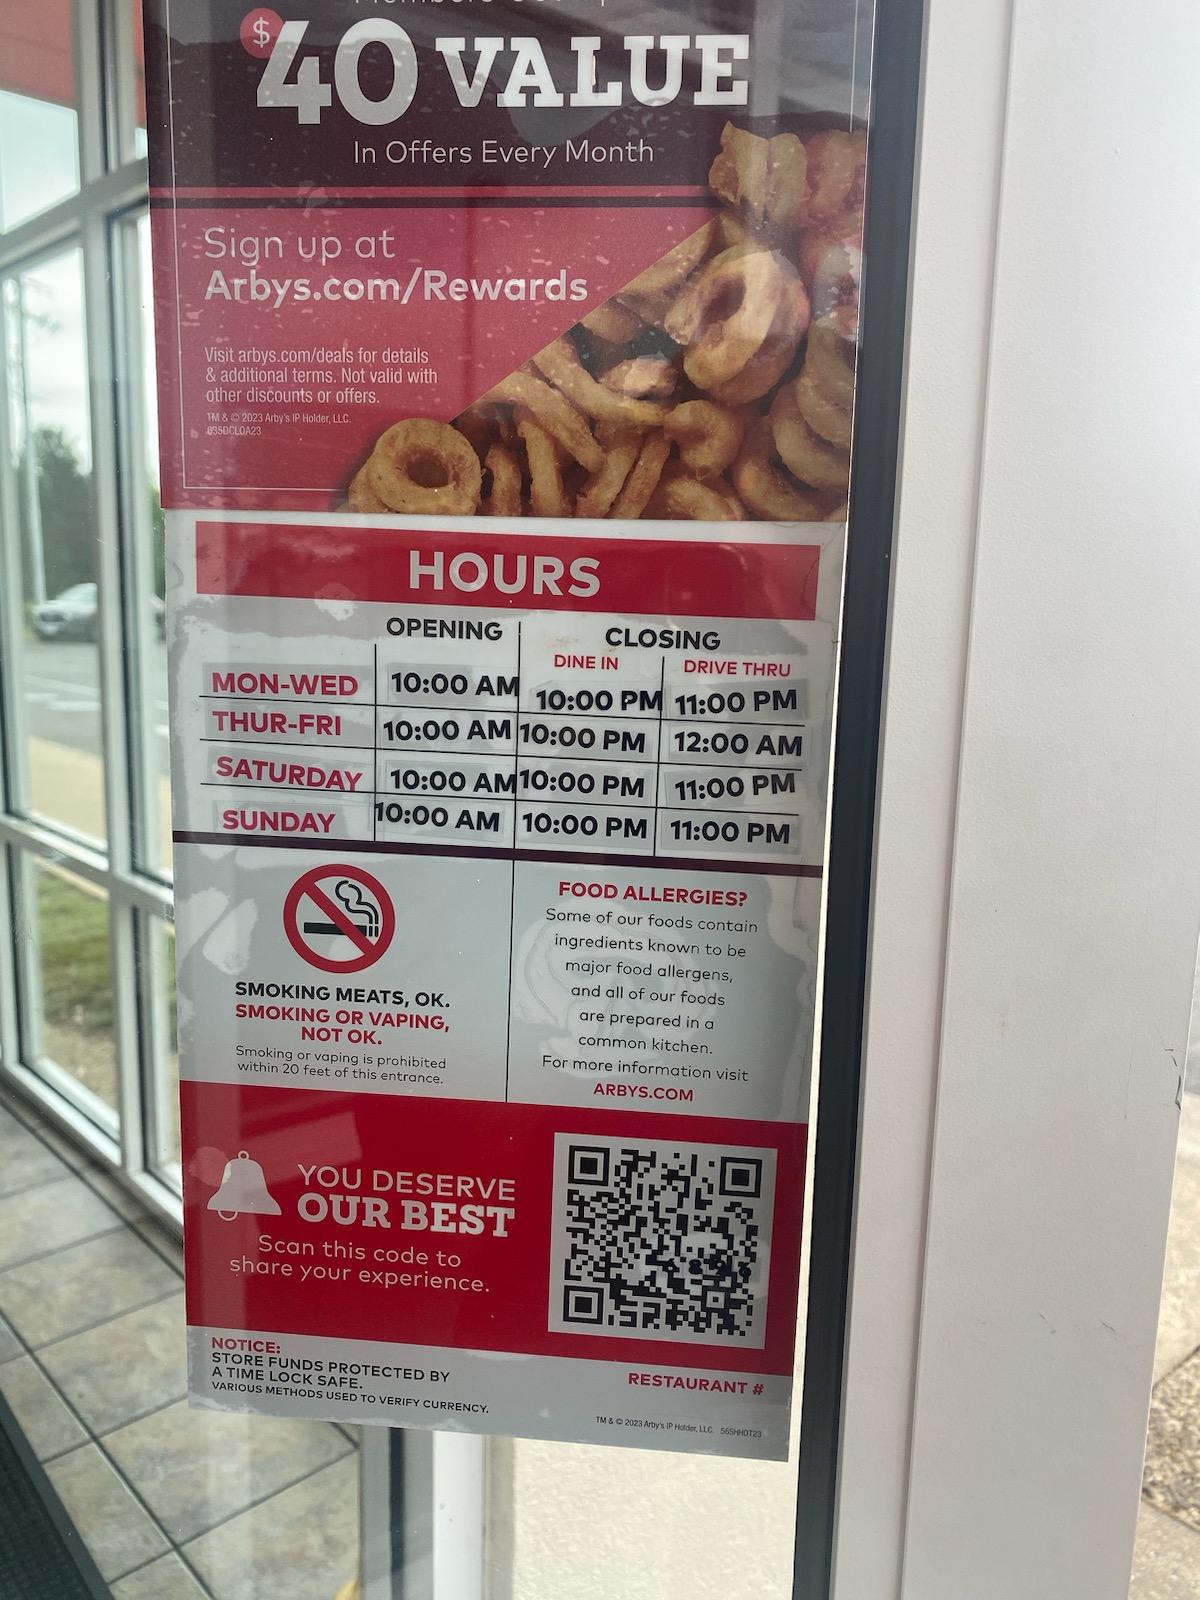 $40 VALUE
In Offers Every Month
Sign up at
Arbys.com/Rewards
Visit arbys.com/deals for details
& additional terms. Not valid with
other discounts or offers.
TM & © 2023 Arby's IP Holder, LLC.
HOURS
OPENING CLOSING
DINE IN DRIVE THRU
MON-WED 10:00 AM 10:00 PM 11:00 PM
THUR-FRI 10:00 AM 10:00 PM 12:00 AM
SATURDAY 10:00 AM 10:00 PM 11:00 PM
SUNDAY 10:00 AM 10:00 PM 11:00 PM
SMOKING MEATS, OK.
SMOKING OR VAPING,
NOT OK.
Smoking or vaping is prohibited
within 20 feet of this entrance.
FOOD ALLERGIES?
Some of our foods contain
ingredients known to be
major food allergens,
and all of our foods
are prepared in a
common kitchen.
For more information visit
ARBYS.COM
YOU DESERVE
OUR BEST
Scan this code to
share your experience.
NOTICE:
STORE FUNDS PROTECTED BY
A TIME LOCK SAFE.
VARIOUS METHODS USED TO VERIFY CURRENCY.
RESTAURANT #
TM & © 2023 Arby's IP Holder, LLC. 565HHDT23